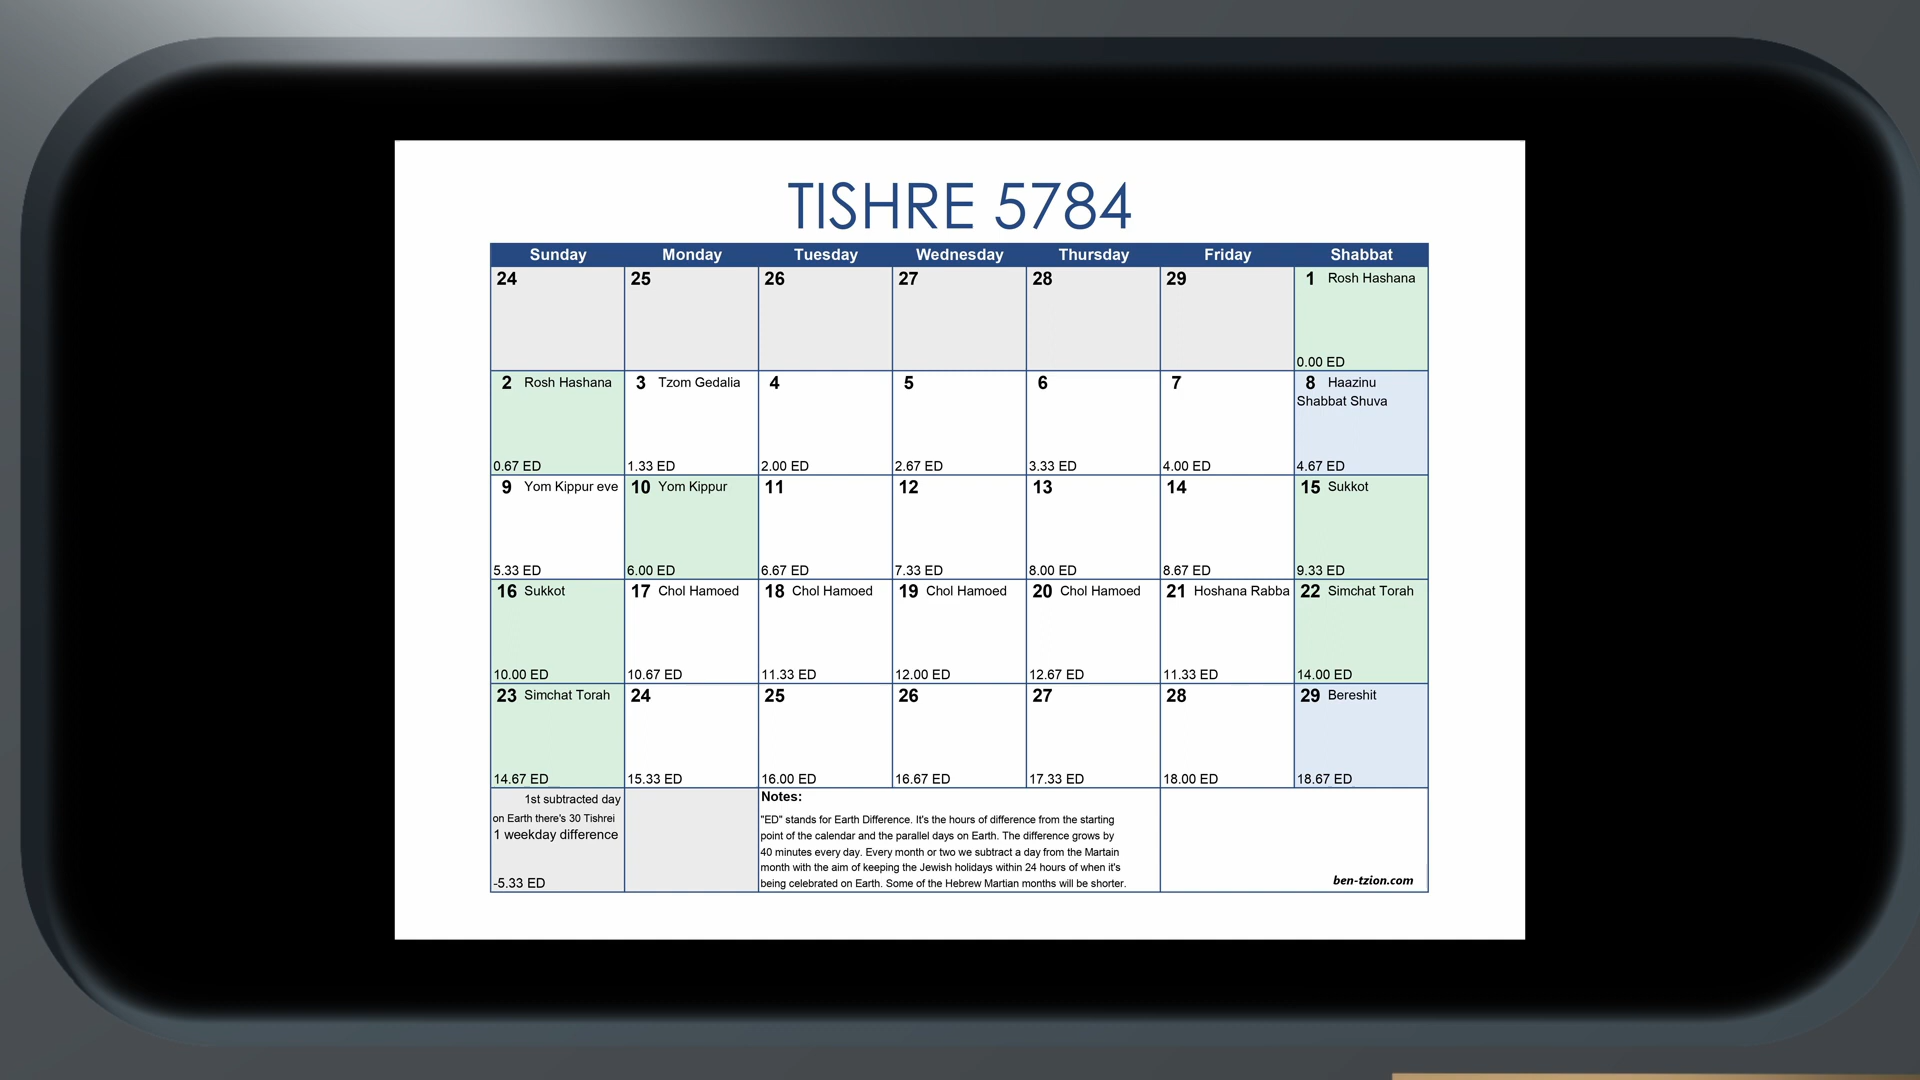 TISHRE 5784
Sunday Monday Tuesday Wednesday Thursday Friday Shabbat
24 25 26 27 28 29 1 Rosh Hashana
0.00 ED
2 Rosh Hashana 3 Tzom Gedalia 4 5 6 7 8 Haazinu
Shabbat Shuva
0.67 ED 1.33 ED 2.00 ED 2.67 ED 3.33 ED 4.00 ED 4.67 ED
9 Yom Kippur eve 10 Yom Kippur 11 12 13 14 15 Sukkot
5.33 ED 6.00 ED 6.67 ED 7.33 ED 8.00 ED 8.67 ED 9.33 ED
16 Sukkot 17 Chol Hamoed 18 Chol Hamoed 19 Chol Hamoed 20 Chol Hamoed 21 Hoshana Rabba 22 Simchat Torah
10.00 ED 10.67 ED 11.33 ED 12.00 ED 12.67 ED 11.33 ED 14.00 ED
23 Simchat Torah 24 25 26 27 28 29 Bereshit
14.67 ED 15.33 ED 16.00 ED 16.67 ED 17.33 ED 18.00 ED 18.67 ED
1st subtracted day
on Earth there's 30 Tishrei
1 weekday difference
-5.33 ED
Notes:
"ED" stands for Earth Difference. It's the hours of difference from the starting
point of the calendar and the parallel days on Earth. The difference grows by
40 minutes every day. Every month or two we subtract a day from the Martain
month with the aim of keeping the Jewish holidays within 24 hours of when it's
being celebrated on Earth. Some of the Hebrew Martian months will be shorter.
ben-tzion.com